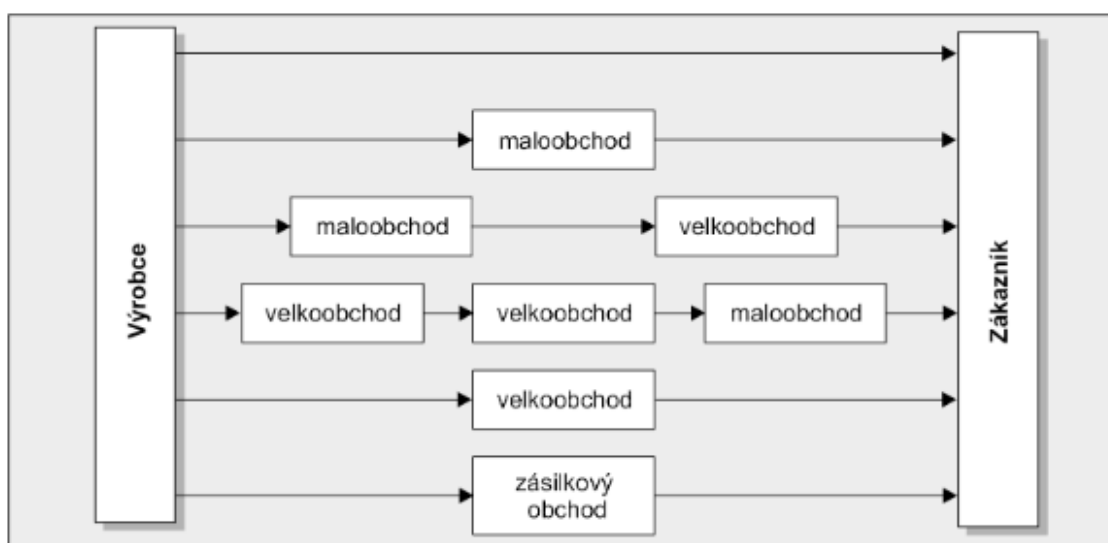 Výrobce
maloobchod
maloobchod
velkoobchod
velkoobchod
velkoobchod
maloobchod
velkoobchod
zásilkový
obchod
Zákazník